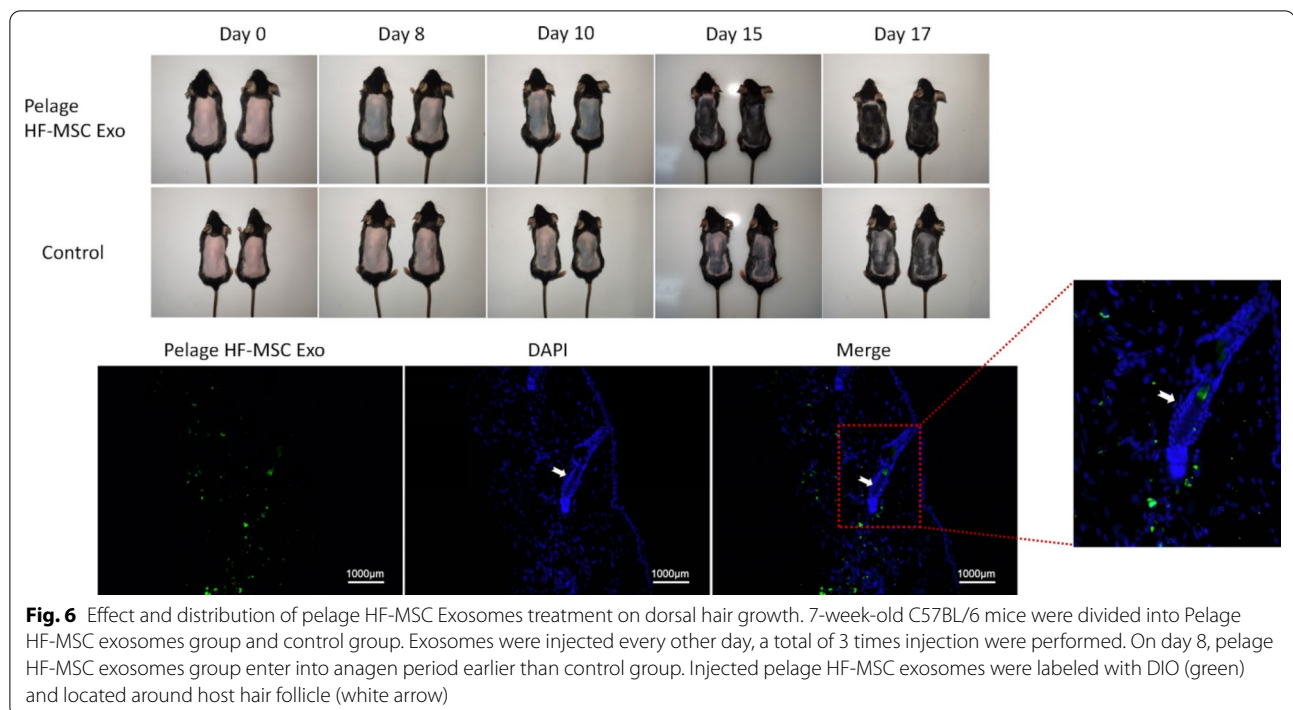 Day 0 Day 8 Day 10 Day 15 Day 17
Pelage
HF-MSC Exo
Control
Pelage HF-MSC Exo DAPI Merge
1000μm 1000μm 1000μm
Fig. 6 Effect and distribution of pelage HF-MSC Exosomes treatment on dorsal hair growth. 7-week-old C57BL/6 mice were divided into Pelage
HF-MSC exosomes group and control group. Exosomes were injected every other day, a total of 3 times injection were performed. On day 8, pelage
HF-MSC exosomes group enter into anagen period earlier than control group. Injected pelage HF-MSC exosomes were labeled with DIO (green)
and located around host hair follicle (white arrow)